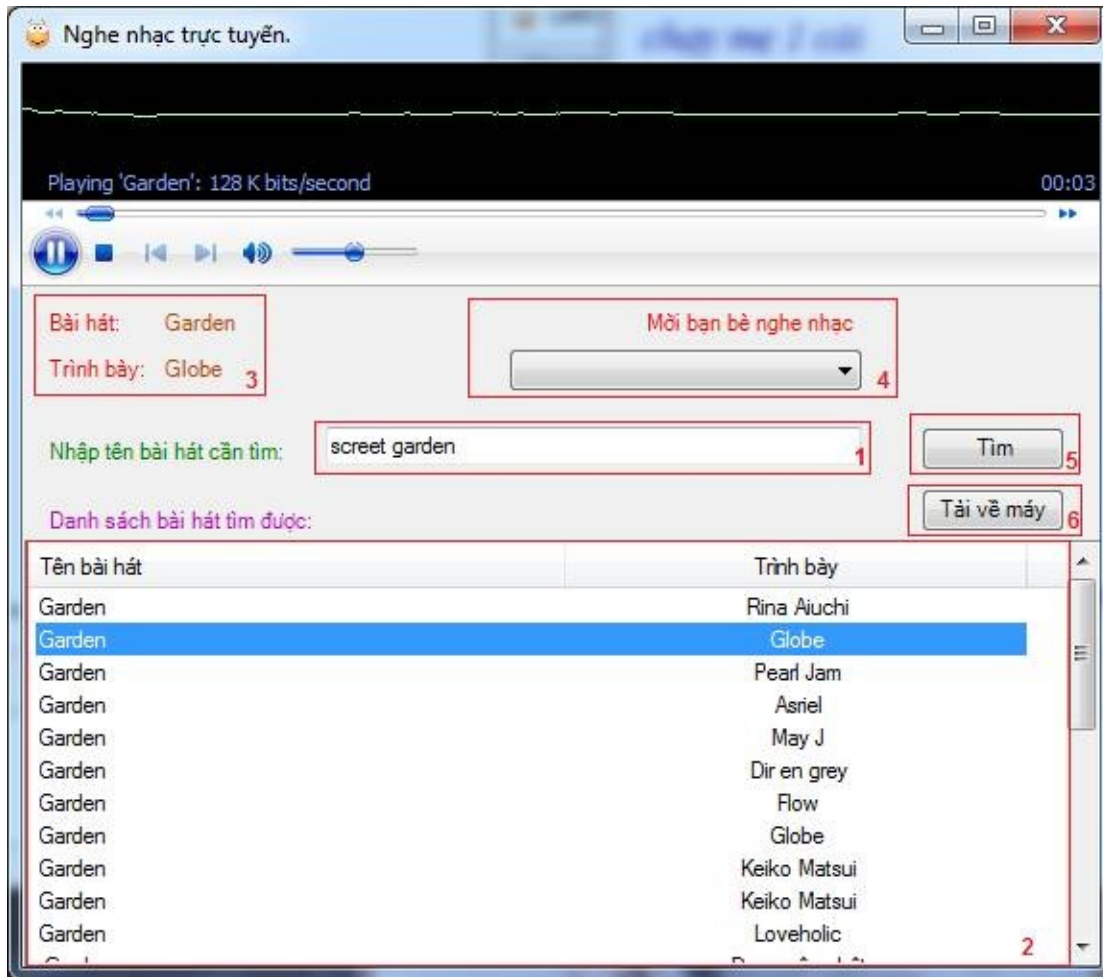 Nghe nhạc trực tuyến.
Playing 'Garden': 128 K bits/second 00:03
Bài hát: Garden
Trình bày: Globe 3
Mời bạn bè nghe nhạc
4
Nhập tên bài hát cần tìm: screet garden 1 Tìm 5
Danh sách bài hát tìm được: Tải về máy 6
Tên bài hát Trình bày
Garden Rina Aiuchi
Garden Globe
Garden Pearl Jam
Garden Asriel
Garden May J
Garden Dir en grey
Garden Flow
Garden Globe
Garden Keiko Matsui
Garden Keiko Matsui
Garden Loveholic
2